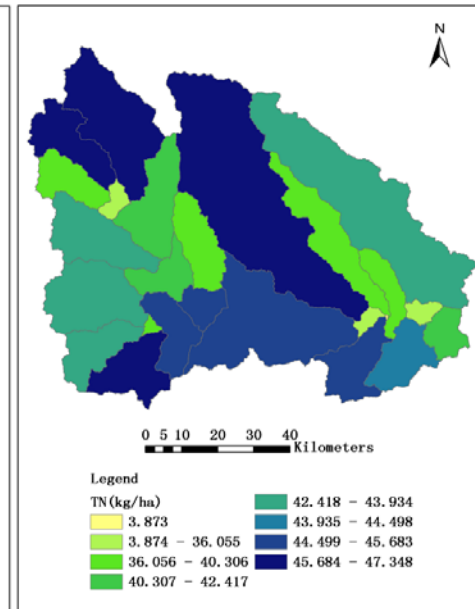 N
0 5 10 20 30 40
Kilometers
Legend
TN(kg/ha)
3.873
3.874 - 36.055
36.056 - 40.306
40.307 - 42.417
42.418 - 43.934
43.935 - 44.498
44.499 - 45.683
45.684 - 47.348